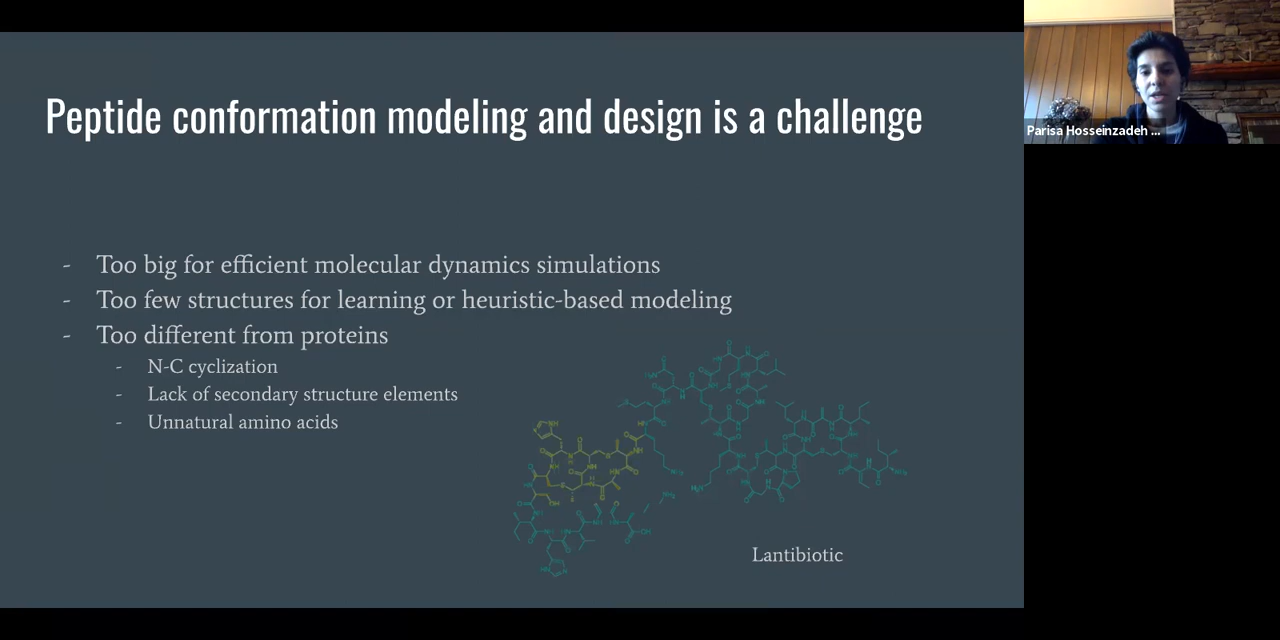 Peptide conformation modeling and design is a challenge
Parisa Hosseinzadeh ...
- Too big for efficient molecular dynamics simulations
- Too few structures for learning or heuristic-based modeling
- Too different from proteins
- N-C cyclization
- Lack of secondary structure elements
- Unnatural amino acids
Lantibiotic